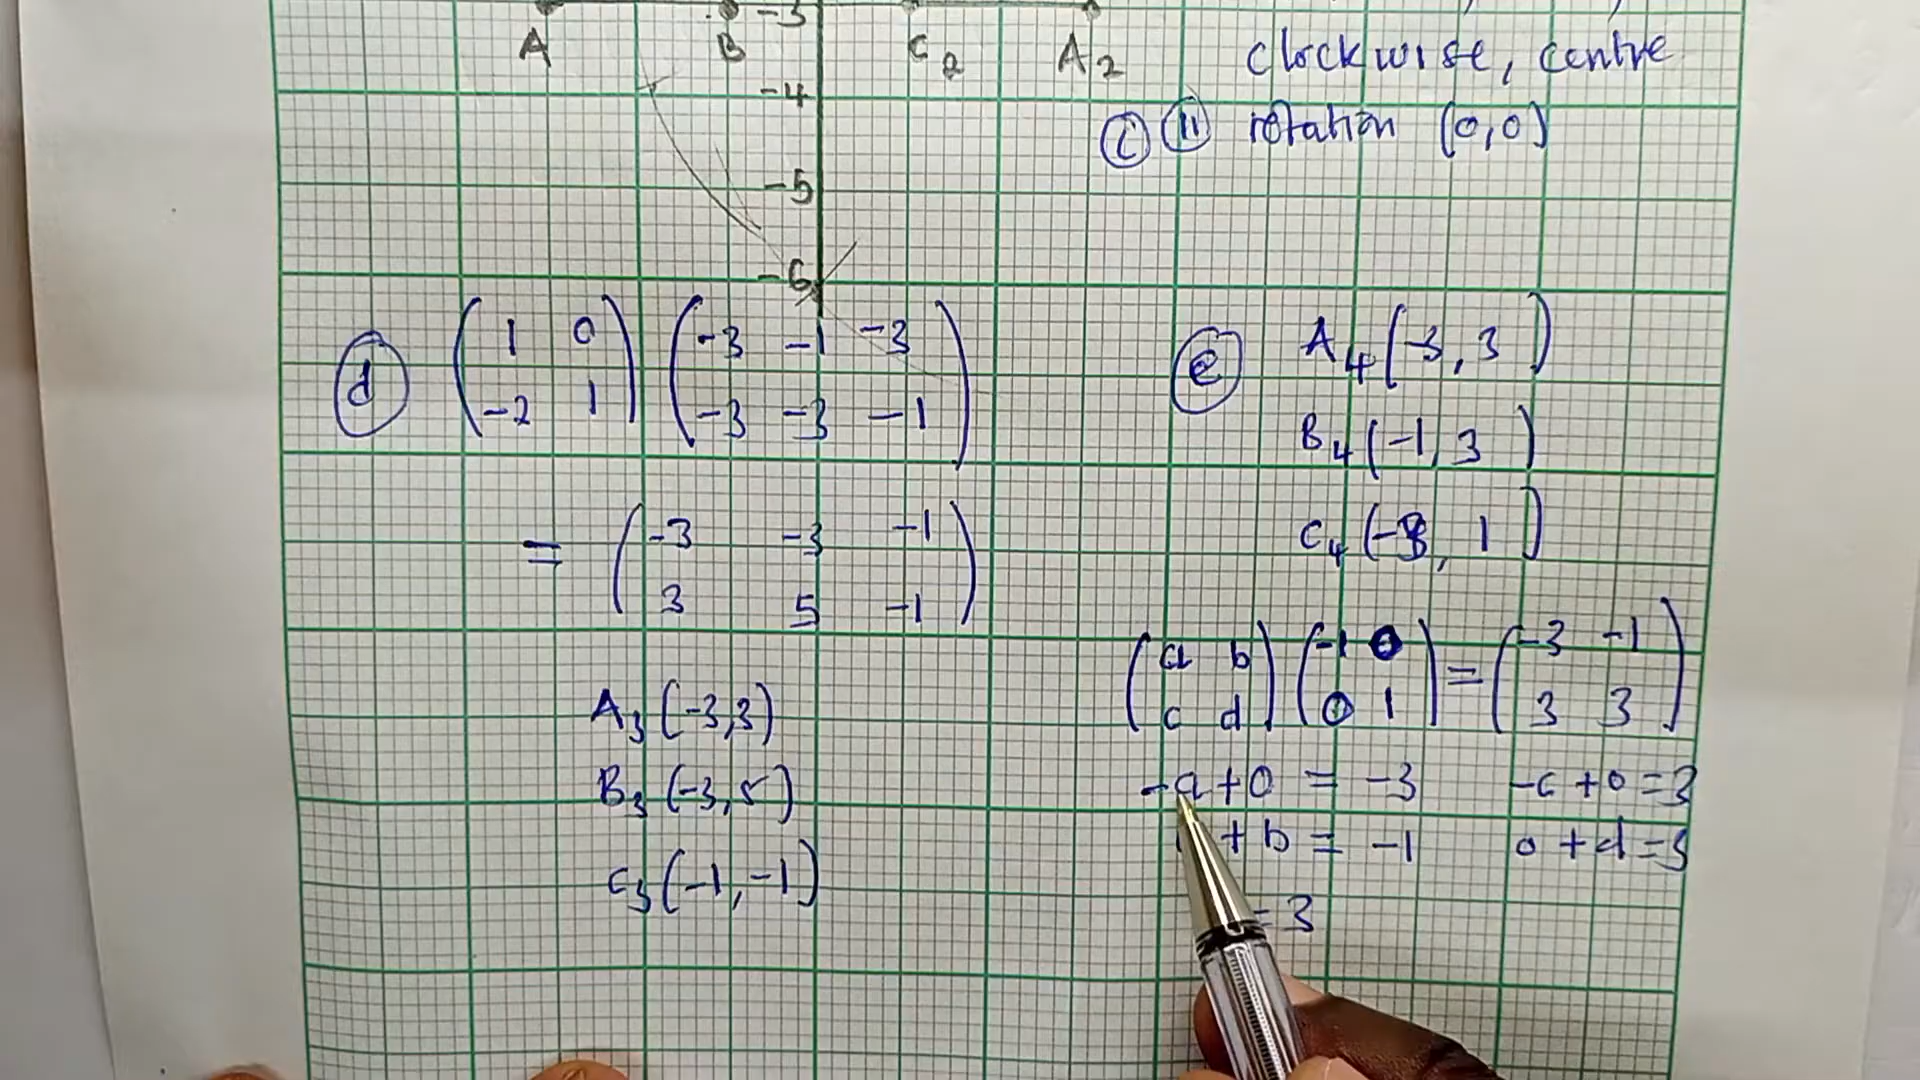 -3
A B C2 A2
-4
-5
-6
clockwise, centre
(i) (ii) rotation (0,0)
(d) (1 0 -2 1) (-3 -1 -3 -3 -3 -1)
= (-3 -3 -1 3 5 -1)
A3 (-3,3)
B3 (-3,5)
C3 (-1,-1)
(e) A4 (-3, 3)
B4 (-1, 3)
C4 (-3, 1)
(a b c d) (-1 0 0 1) = (-3 -1 3 3)
-a + 0 = -3 -c + 0 = 3
+ b = -1 0 + d = 3
= 3